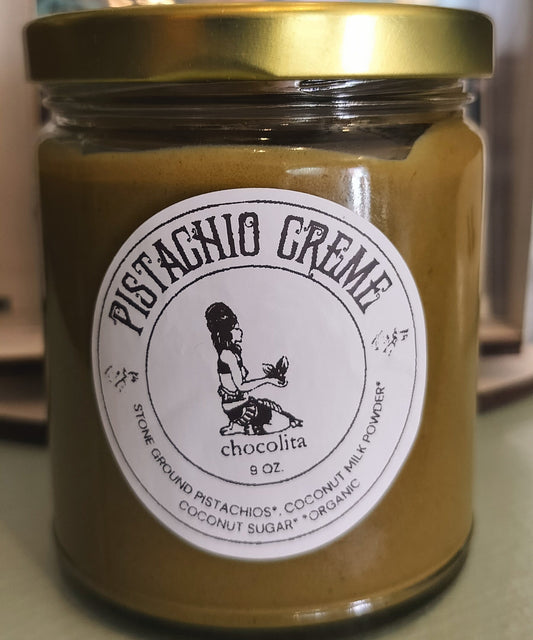 PISTACHIO CREME
chocolita
9 OZ.
STONE GROUND PISTACHIOS*, COCONUT MILK POWDER*
COCONUT SUGAR* *ORGANIC